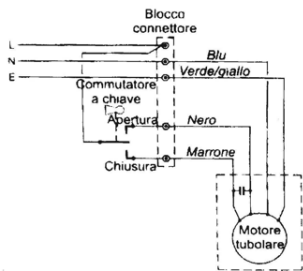 Blocco
connettore
L
N
E
Blu
Verde/giallo
Commutatore
a chiave
Apertura
Nero
Marrone
Chiusura
Motore
tubolare